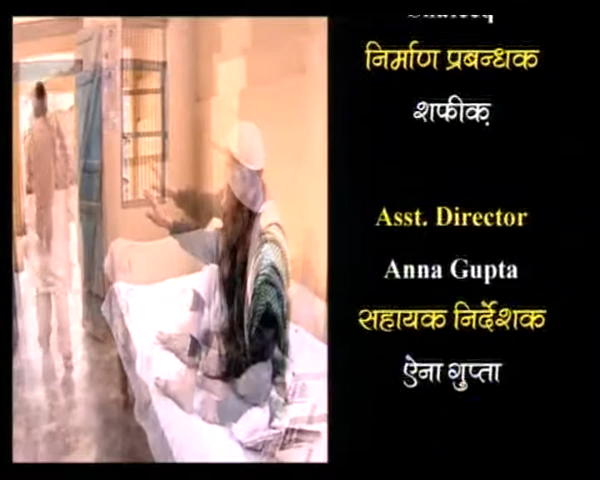 निर्माण प्रबन्धक
शफीक़
Asst. Director
Anna Gupta
सहायक निर्देशक
ऐना गुप्ता